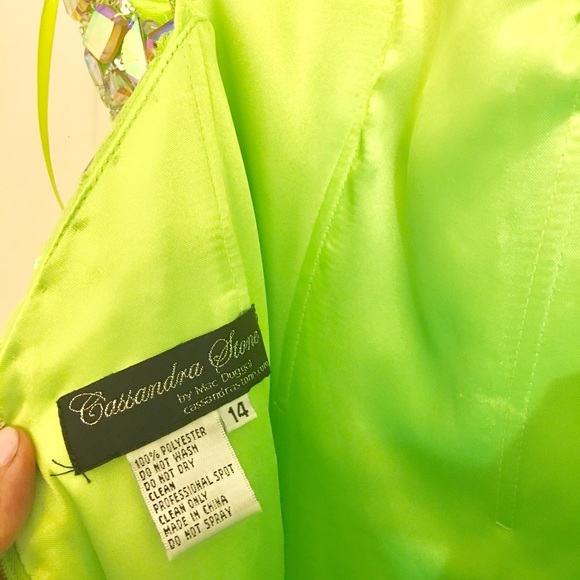 Cassandra Stone
by Mac Duggal
cassandrastone.com
14
100% POLYESTER
DO NOT WASH
DO NOT DRY
CLEAN
PROFESSIONAL SPOT
CLEAN ONLY
MADE IN CHINA
DO NOT SPRAY